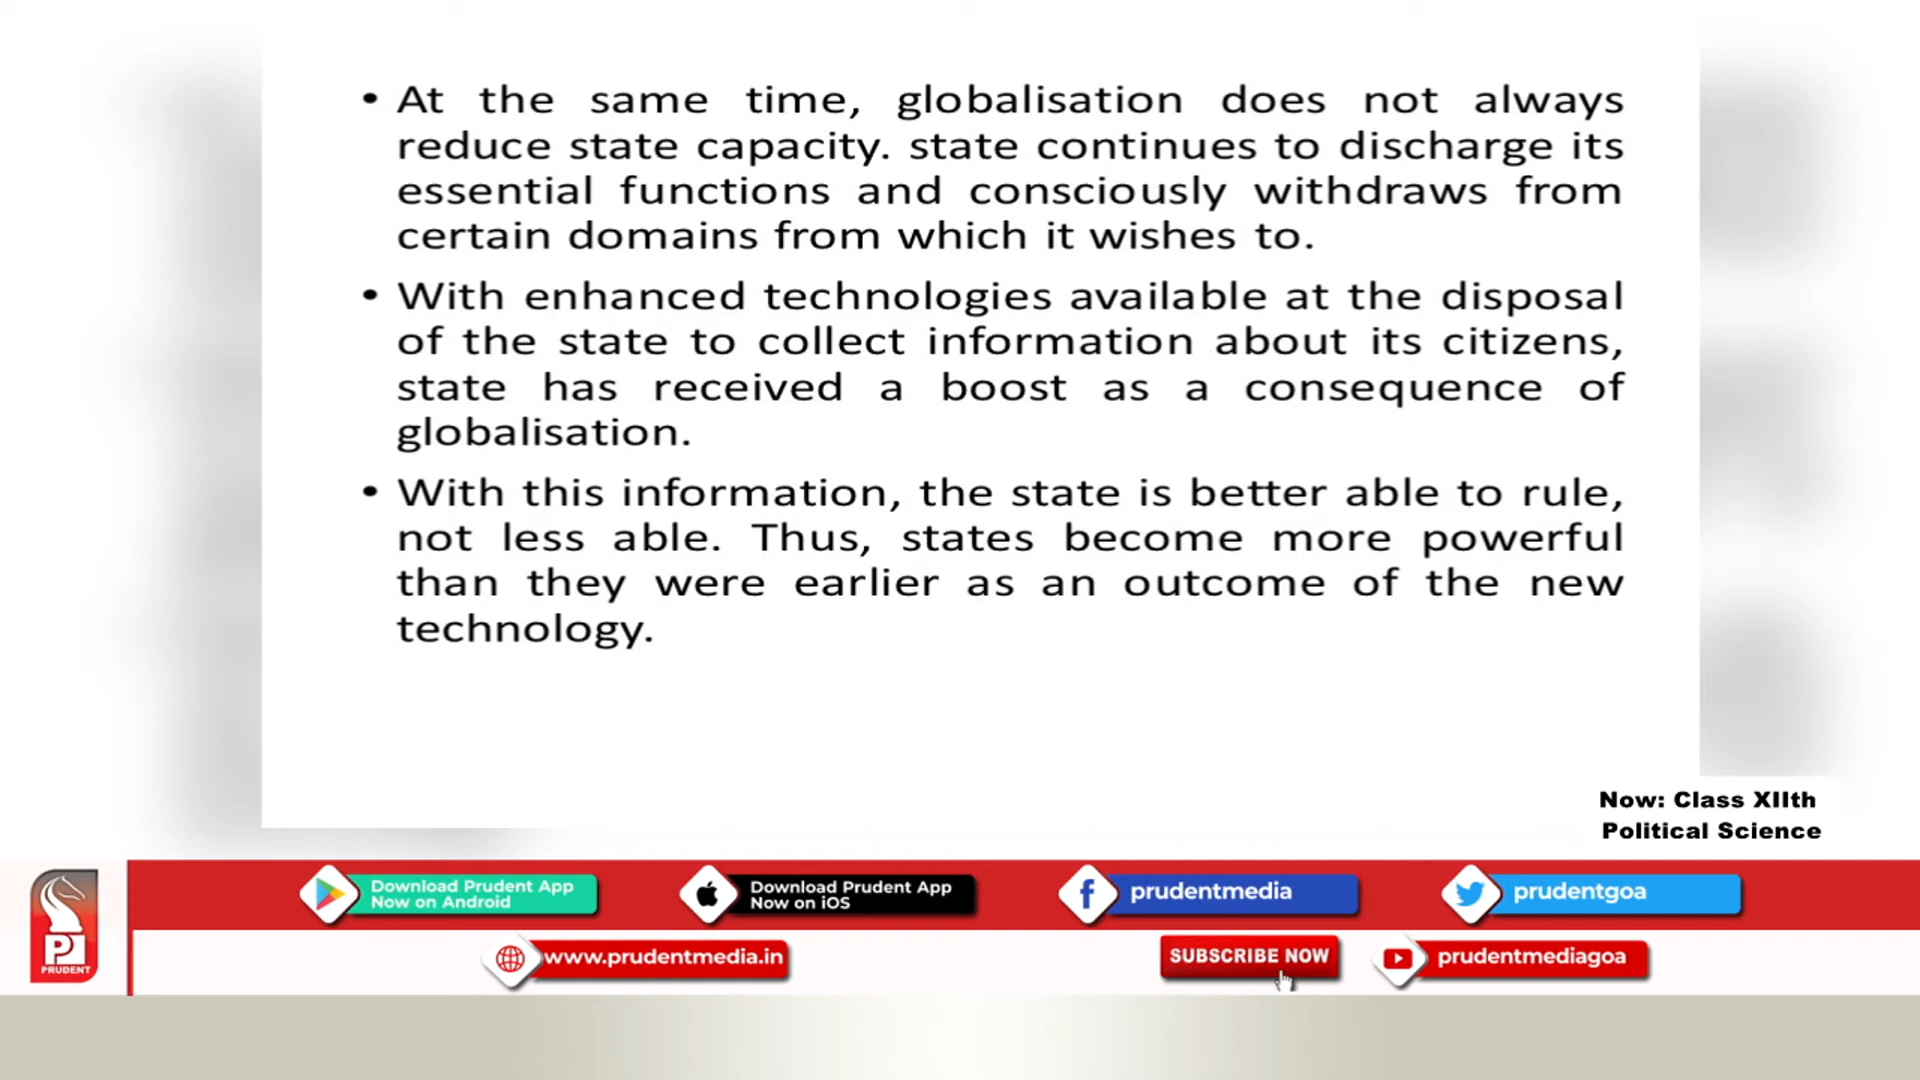 • At the same time, globalisation does not always
reduce state capacity. state continues to discharge its
essential functions and consciously withdraws from
certain domains from which it wishes to.
• With enhanced technologies available at the disposal
of the state to collect information about its citizens,
state has received a boost as a consequence of
globalisation.
• With this information, the state is better able to rule,
not less able. Thus, states become more powerful
than they were earlier as an outcome of the new
technology.
Now: Class XIIth
Political Science
Download Prudent App
Now on Android
Download Prudent App
Now on iOS
prudentmedia
prudentgoa
PRUDENT
www.prudentmedia.in
SUBSCRIBE NOW
prudentmediagoa